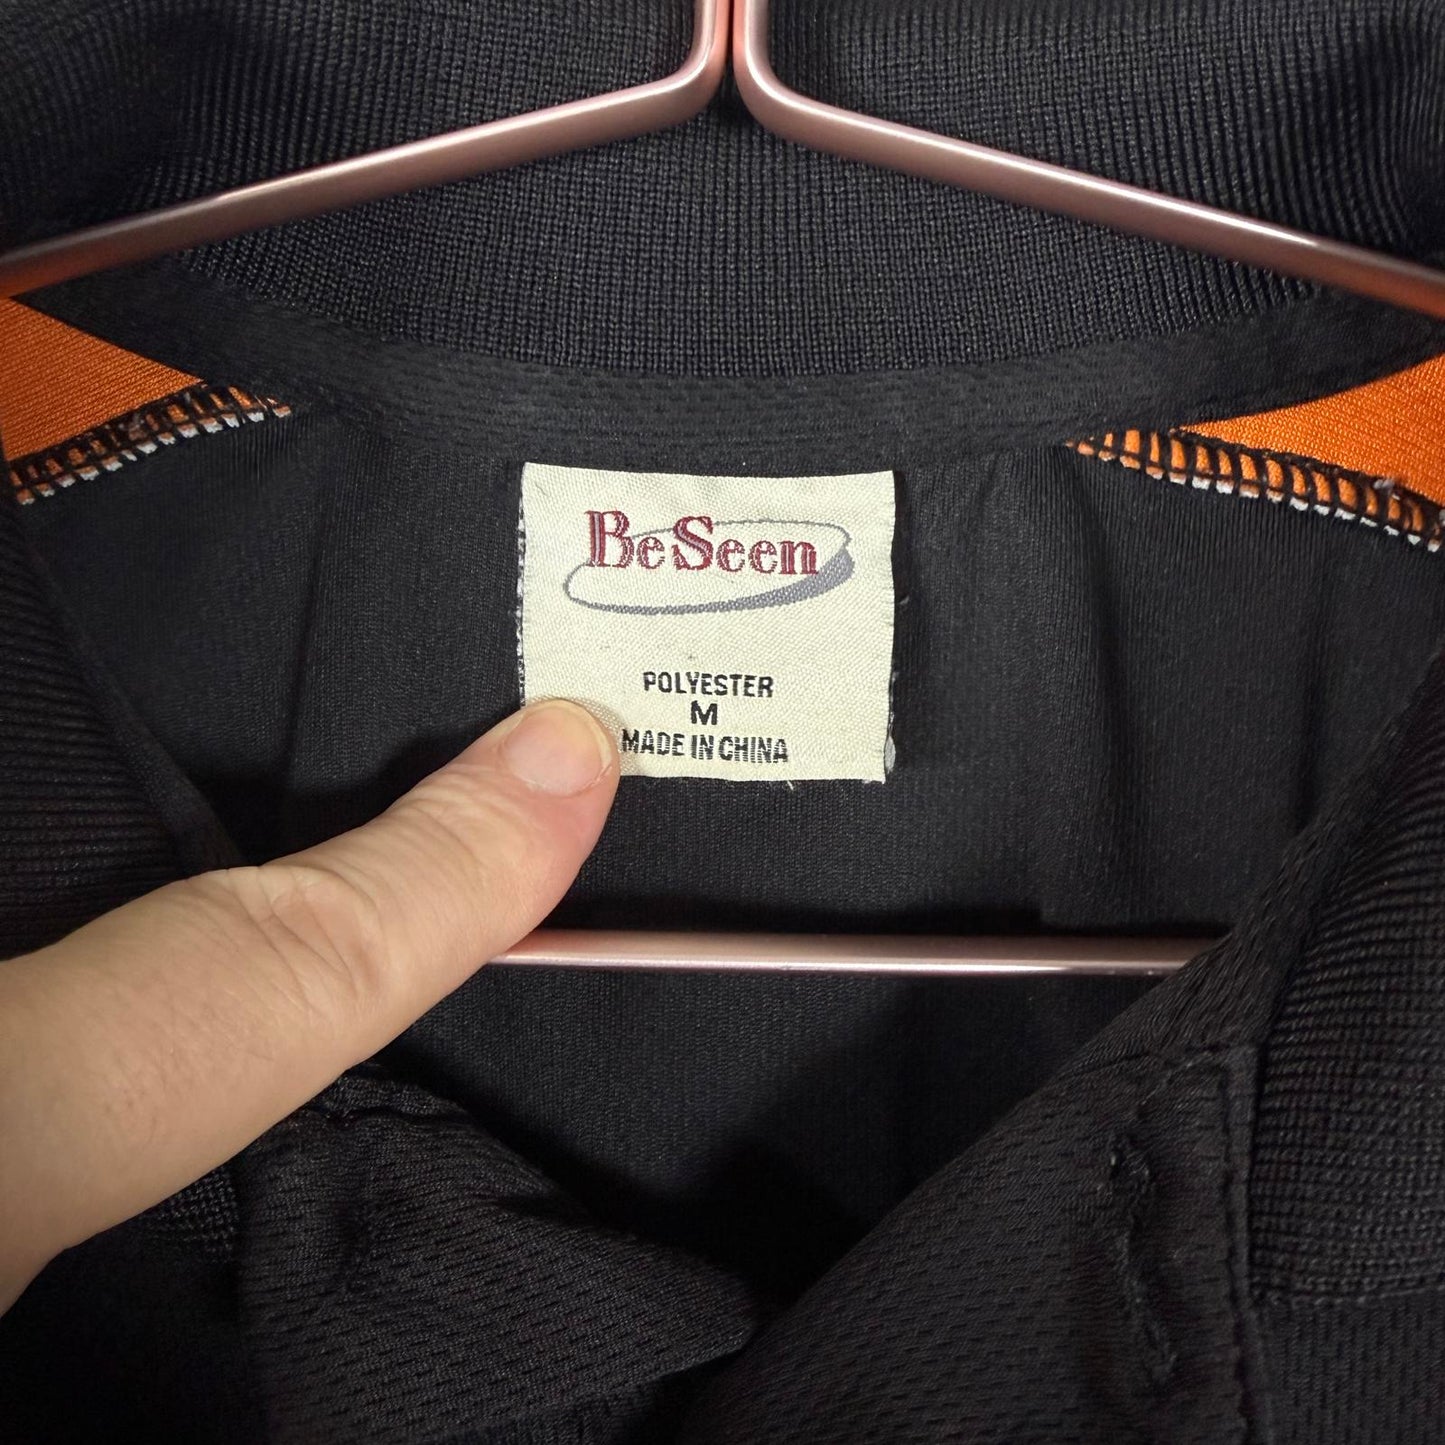 BeSeen
POLYESTER
M
MADE IN CHINA